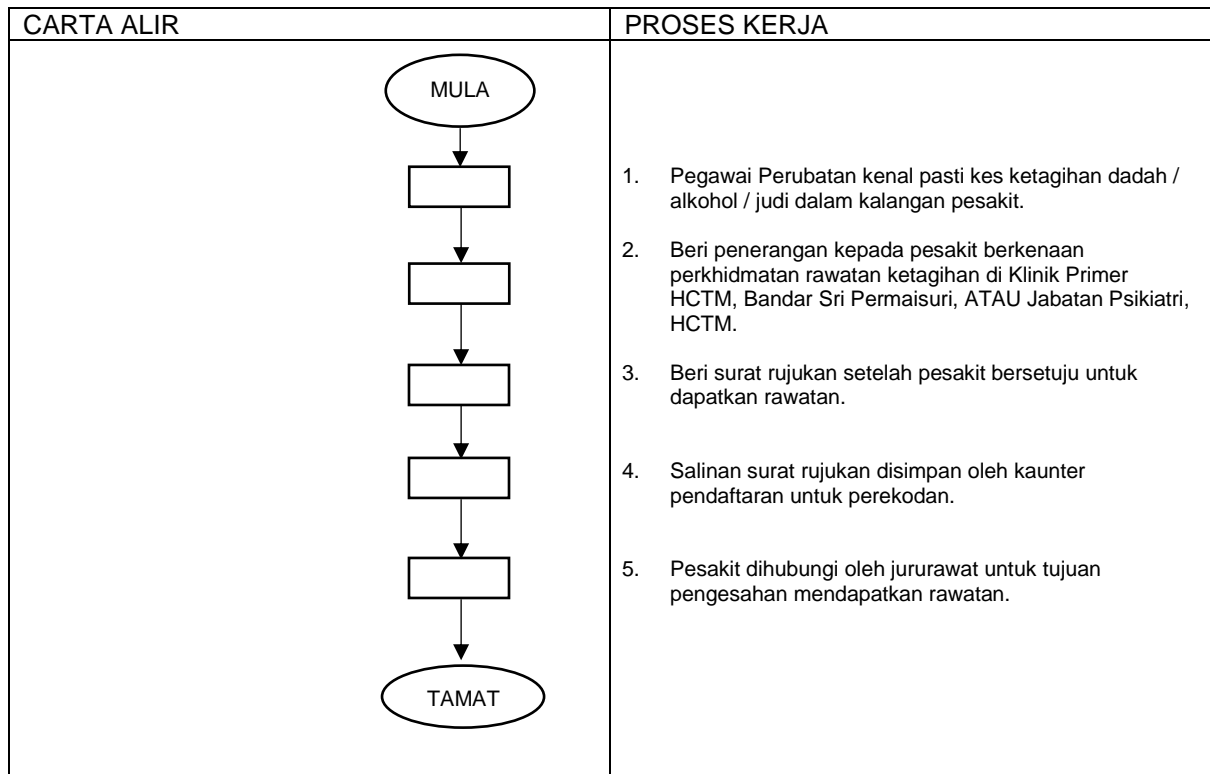 CARTA ALIR
PROSES KERJA
MULA
1. Pegawai Perubatan kenal pasti kes ketagihan dadah /
alkohol / judi dalam kalangan pesakit.
2. Beri penerangan kepada pesakit berkenaan
perkhidmatan rawatan ketagihan di Klinik Primer
HCTM, Bandar Sri Permaisuri, ATAU Jabatan Psikiatri,
HCTM.
3. Beri surat rujukan setelah pesakit bersetuju untuk
dapatkan rawatan.
4. Salinan surat rujukan disimpan oleh kaunter
pendaftaran untuk perekodan.
5. Pesakit dihubungi oleh jururawat untuk tujuan
pengesahan mendapatkan rawatan.
TAMAT